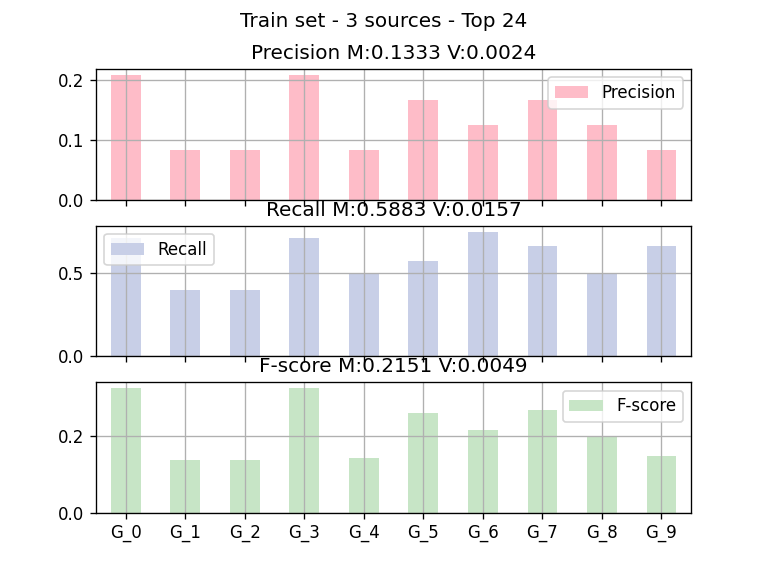 Train set - 3 sources - Top 24
Precision M:0.1333 V:0.0024
0.2
0.1
0.0
Precision
Recall M:0.5883 V:0.0157
0.5
0.0
Recall
F-score M:0.2151 V:0.0049
0.2
0.0
F-score
G_0 G_1 G_2 G_3 G_4 G_5 G_6 G_7 G_8 G_9